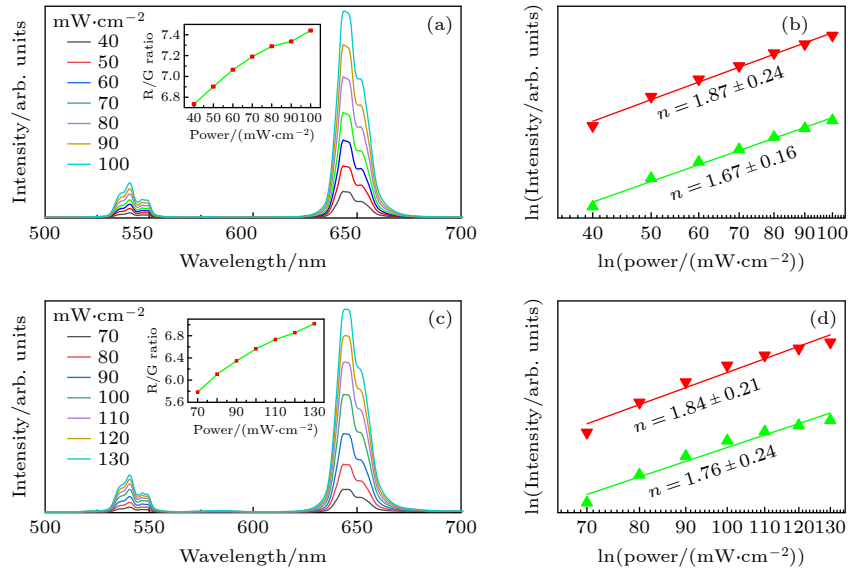 (a)
mW·cm−2
40
50
60
70
80
90
100
Intensity/arb. units
500
550
600
650
700
Wavelength/nm
R/G ratio
7.4
7.2
7.0
6.8
40 50 60 70 80 90 100
Power/(mW·cm−2)
(b)
ln(Intensity/arb. units)
n = 1.87 ± 0.24
n = 1.67 ± 0.16
40 50 60 70 80 90 100
ln(power/(mW·cm−2))
(c)
mW·cm−2
70
80
90
100
110
120
130
Intensity/arb. units
500 550 600 650 700
Wavelength/nm
R/G ratio
6.8
6.4
6.0
5.6
70 90 110 130
Power/(mW·cm−2)
(d)
ln(Intensity/arb. units)
n = 1.84 ± 0.21
n = 1.76 ± 0.24
70 80 90 100 110 120 130
ln(power/(mW·cm−2))